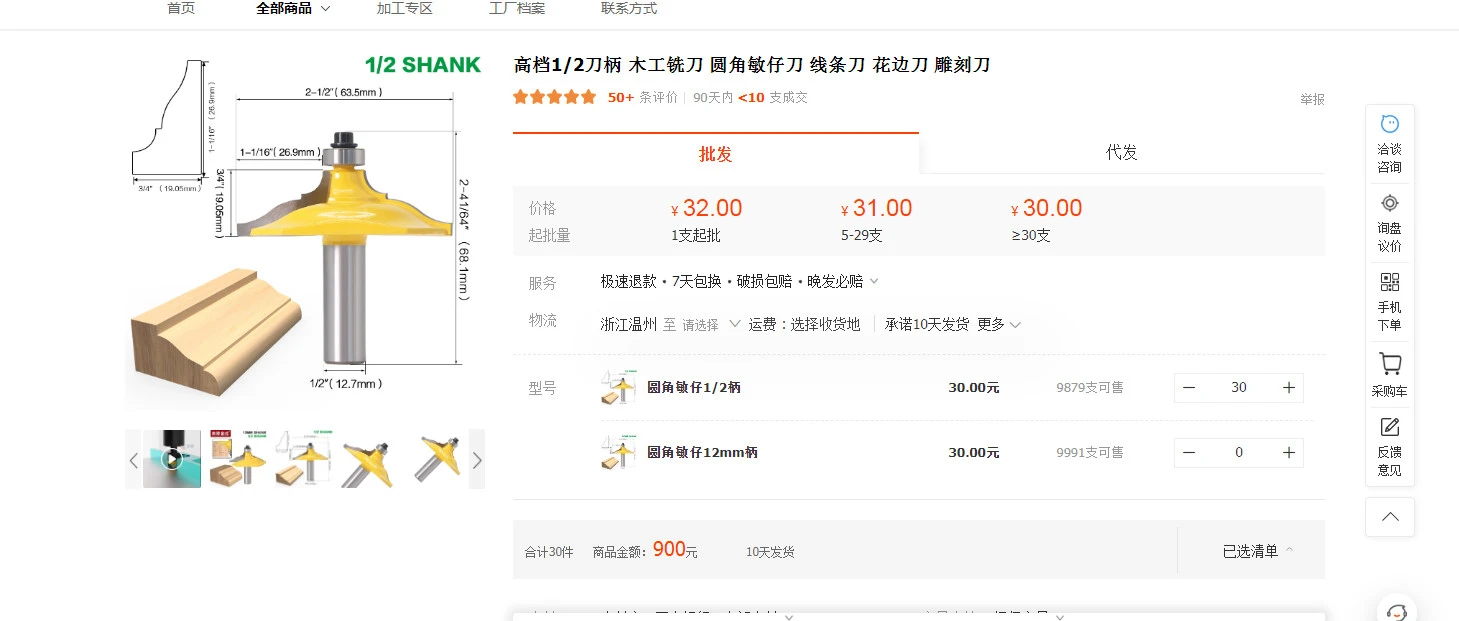 首页 全部商品 加工专区 工厂档案 联系方式
1/2 SHANK
2-1/2"(63.5mm)
1-1/16"(26.9mm)
1-1/16"(26.9mm)
3/4"(19.05mm)
3/4"(19.05mm)
2-41/64"(68.1mm)
1/2"(12.7mm)
高档1/2刀柄 木工铣刀 圆角敏仔刀 线条刀 花边刀 雕刻刀
50+ 条评价 90天内 <10 支成交
举报
批发 代发
价格 ¥32.00 ¥31.00 ¥30.00
起批量 1支起批 5-29支 ≥30支
服务 极速退款・7天包换・破损包赔・晚发必赔
物流 浙江温州 至 请选择 运费：选择收货地 承诺10天发货 更多
型号 圆角敏仔1/2柄 30.00元 9879支可售 － 30 ＋
圆角敏仔12mm柄 30.00元 9991支可售 － 0 ＋
合计30件 商品金额: 900元 10天发货 已选清单
洽谈
咨询
询盘
议价
手机
下单
采购车
反馈
意见